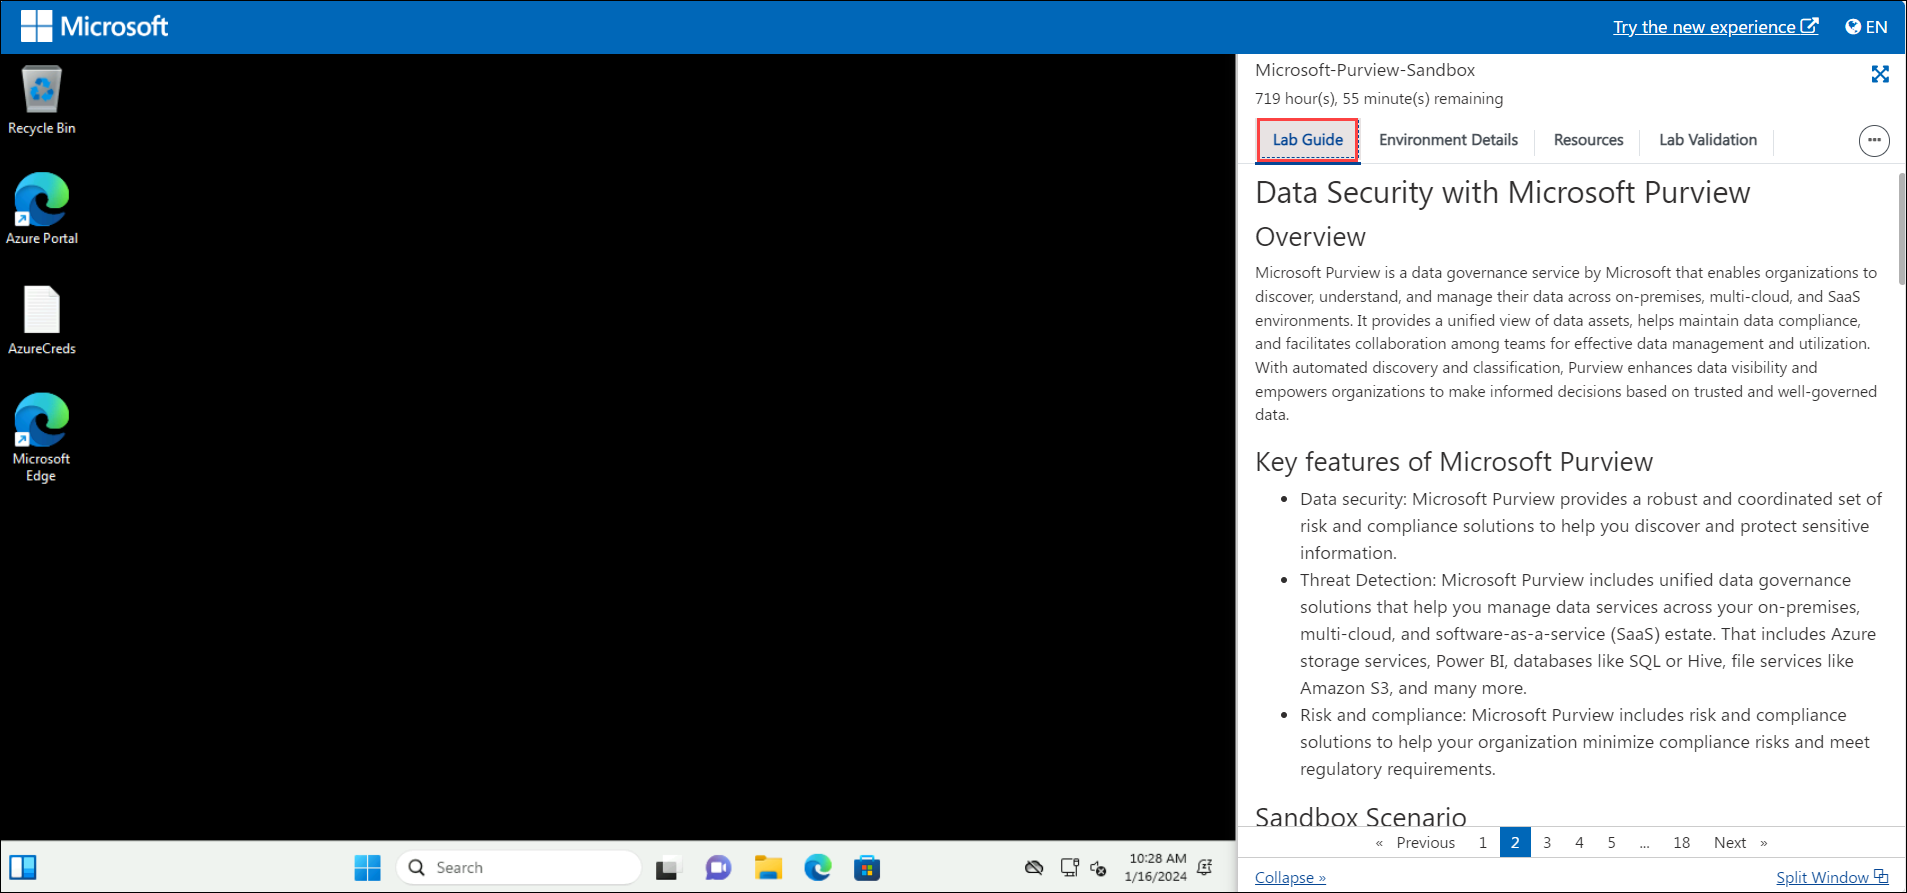 Microsoft
Try the new experience
EN
Recycle Bin
Azure Portal
AzureCreds
Microsoft
Edge
Microsoft-Purview-Sandbox
719 hour(s), 55 minute(s) remaining
Lab Guide Environment Details Resources Lab Validation
Data Security with Microsoft Purview
Overview
Microsoft Purview is a data governance service by Microsoft that enables organizations to
discover, understand, and manage their data across on-premises, multi-cloud, and SaaS
environments. It provides a unified view of data assets, helps maintain data compliance,
and facilitates collaboration among teams for effective data management and utilization.
With automated discovery and classification, Purview enhances data visibility and
empowers organizations to make informed decisions based on trusted and well-governed
data.
Key features of Microsoft Purview
• Data security: Microsoft Purview provides a robust and coordinated set of
risk and compliance solutions to help you discover and protect sensitive
information.
• Threat Detection: Microsoft Purview includes unified data governance
solutions that help you manage data services across your on-premises,
multi-cloud, and software-as-a-service (SaaS) estate. That includes Azure
storage services, Power BI, databases like SQL or Hive, file services like
Amazon S3, and many more.
• Risk and compliance: Microsoft Purview includes risk and compliance
solutions to help your organization minimize compliance risks and meet
regulatory requirements.
Sandbox Scenario
« Previous 1 2 3 4 5 ... 18 Next »
Collapse » Split Window
Search
10:28 AM
1/16/2024